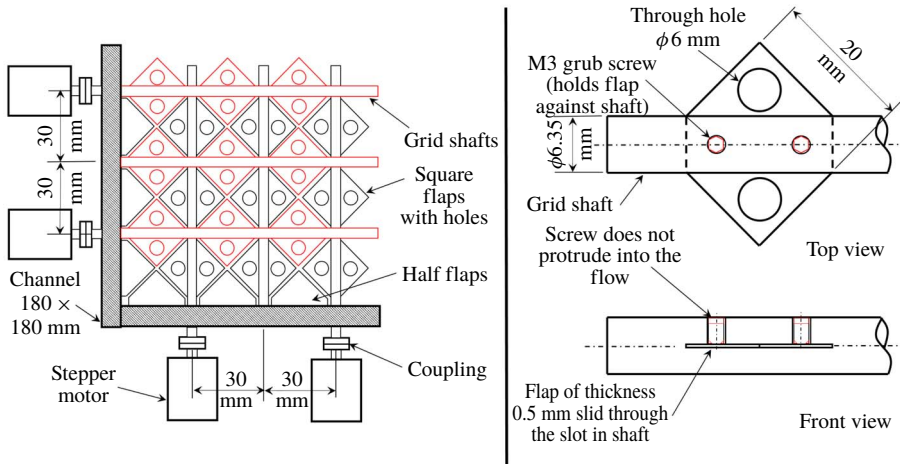 30
mm
30
mm
Channel
180 ×
180 mm
Stepper
motor
30
mm
30
mm
Grid shafts
Square
flaps
with holes
Half flaps
Coupling
Through hole
ϕ6 mm
20
mm
M3 grub screw
(holds flap
against shaft)
ϕ6.35
mm
Grid shaft
Screw does not
protrude into the
flow
Top view
Flap of thickness
0.5 mm slid through
the slot in shaft
Front view